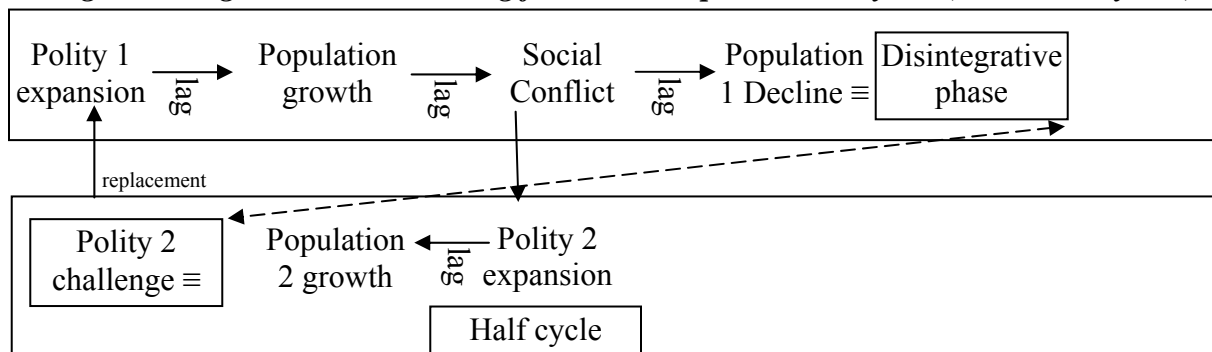 Polity 1
expansion
lag
Population
growth
lag
Social
Conflict
lag
Population
1 Decline ≡
Disintegrative
phase
replacement
Polity 2
challenge ≡
Population
2 growth
lag
Polity 2
expansion
Half cycle